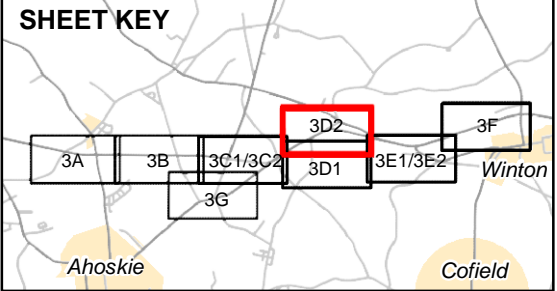 SHEET KEY
3D2
3F
3A
3B
3C1/3C2
3D1
3E1/3E2
Winton
3G
Ahoskie
Cofield